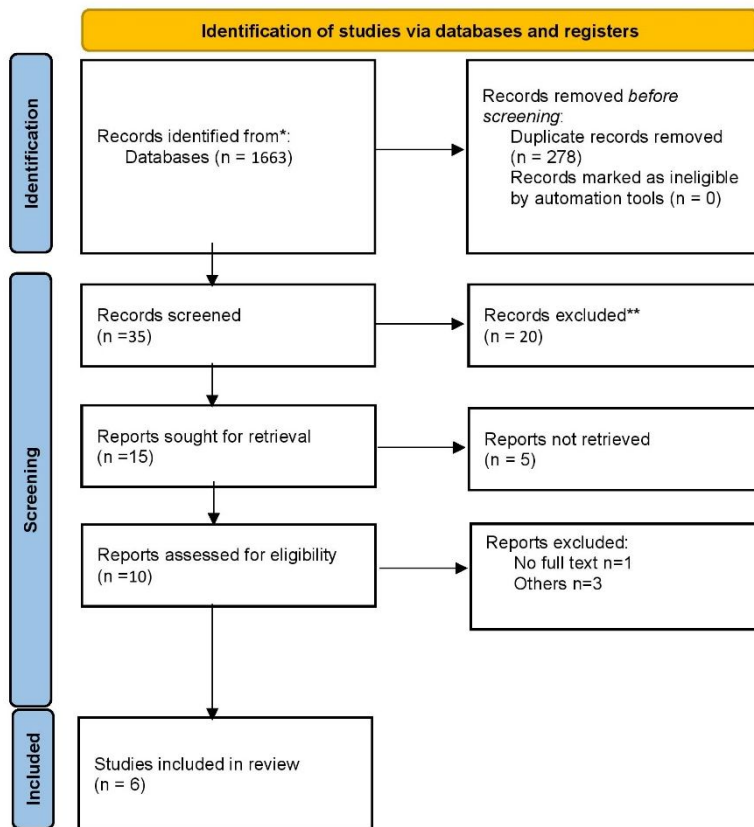 Identification of studies via databases and registers
Identification
Records identified from*:
Databases (n = 1663)
Records removed before
screening:
Duplicate records removed
(n = 278)
Records marked as ineligible
by automation tools (n = 0)
Screening
Records screened
(n =35)
Records excluded**
(n = 20)
Reports sought for retrieval
(n =15)
Reports not retrieved
(n = 5)
Reports assessed for eligibility
(n =10)
Reports excluded:
No full text n=1
Others n=3
Included
Studies included in review
(n = 6)